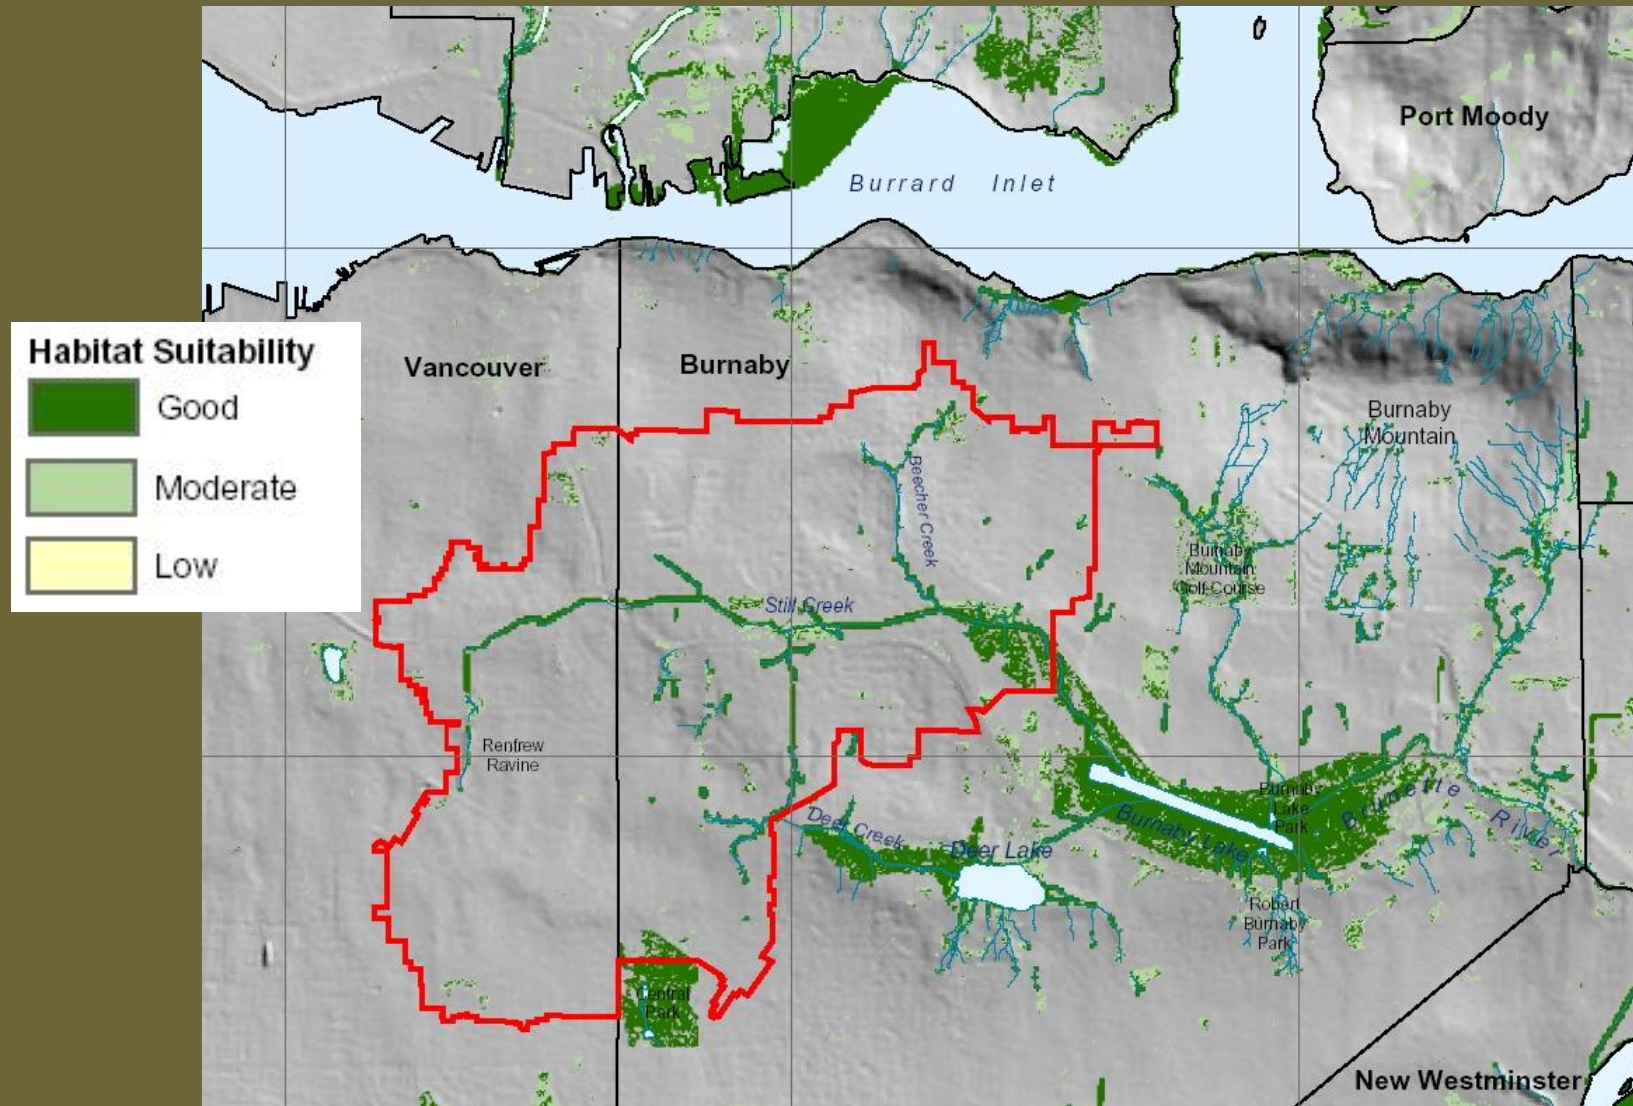 Port Moody
Burrard Inlet
Habitat Suitability
Good
Moderate
Low
Vancouver
Burnaby
Burnaby
Mountain
Beecher Creek
Burnaby
Mountain
Golf Course
Still Creek
Renfrew
Ravine
Deer Creek
Deer Lake
Burnaby Lake
Burnaby
Lake
Park
Brunette River
Robert
Burnaby
Park
Central
Park
New Westminster